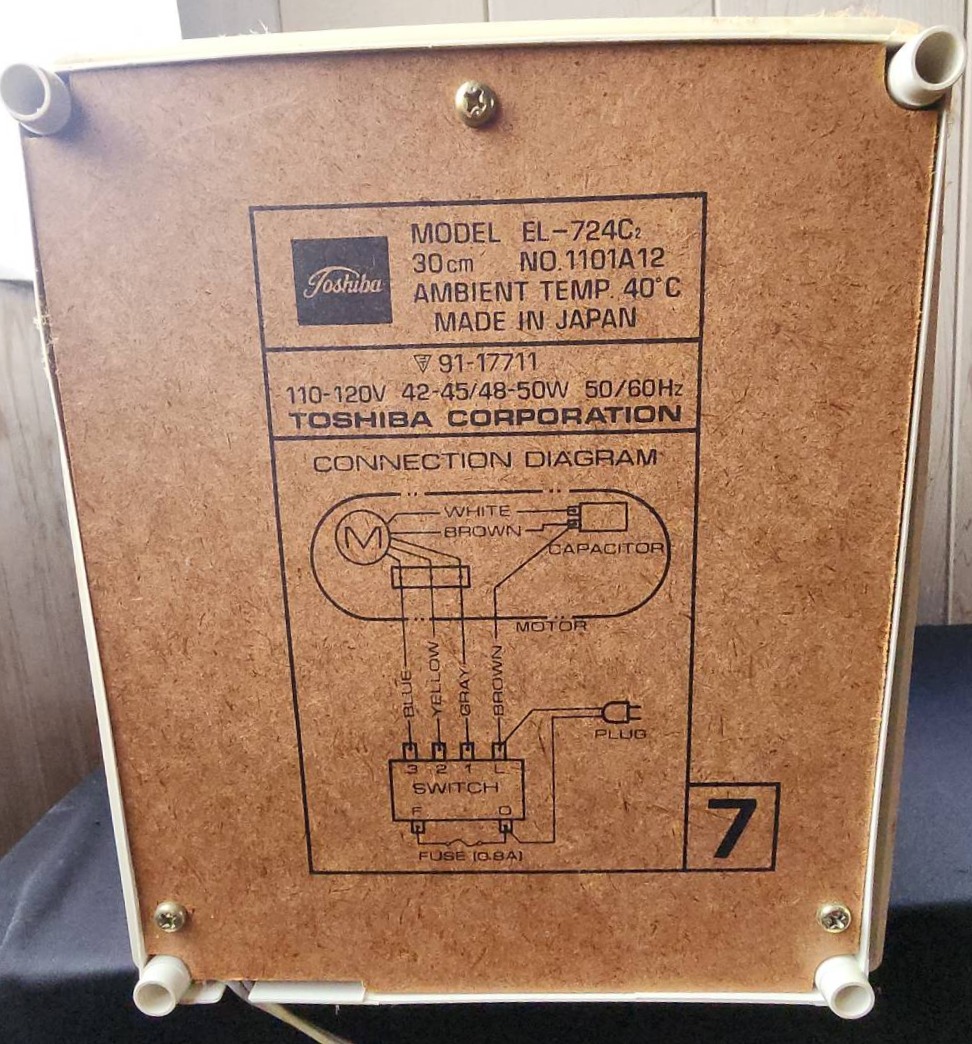 Toshiba
MODEL EL-724C₂
30cm NO.1101A12
AMBIENT TEMP. 40°C
MADE IN JAPAN
91-17711
110-120V 42-45/48-50W 50/60Hz
TOSHIBA CORPORATION
CONNECTION DIAGRAM
M
WHITE
BROWN
CAPACITOR
MOTOR
BLUE
YELLOW
GRAY
BROWN
PLUG
3 2 1 L
SWITCH
F O
FUSE (0.8A)
7